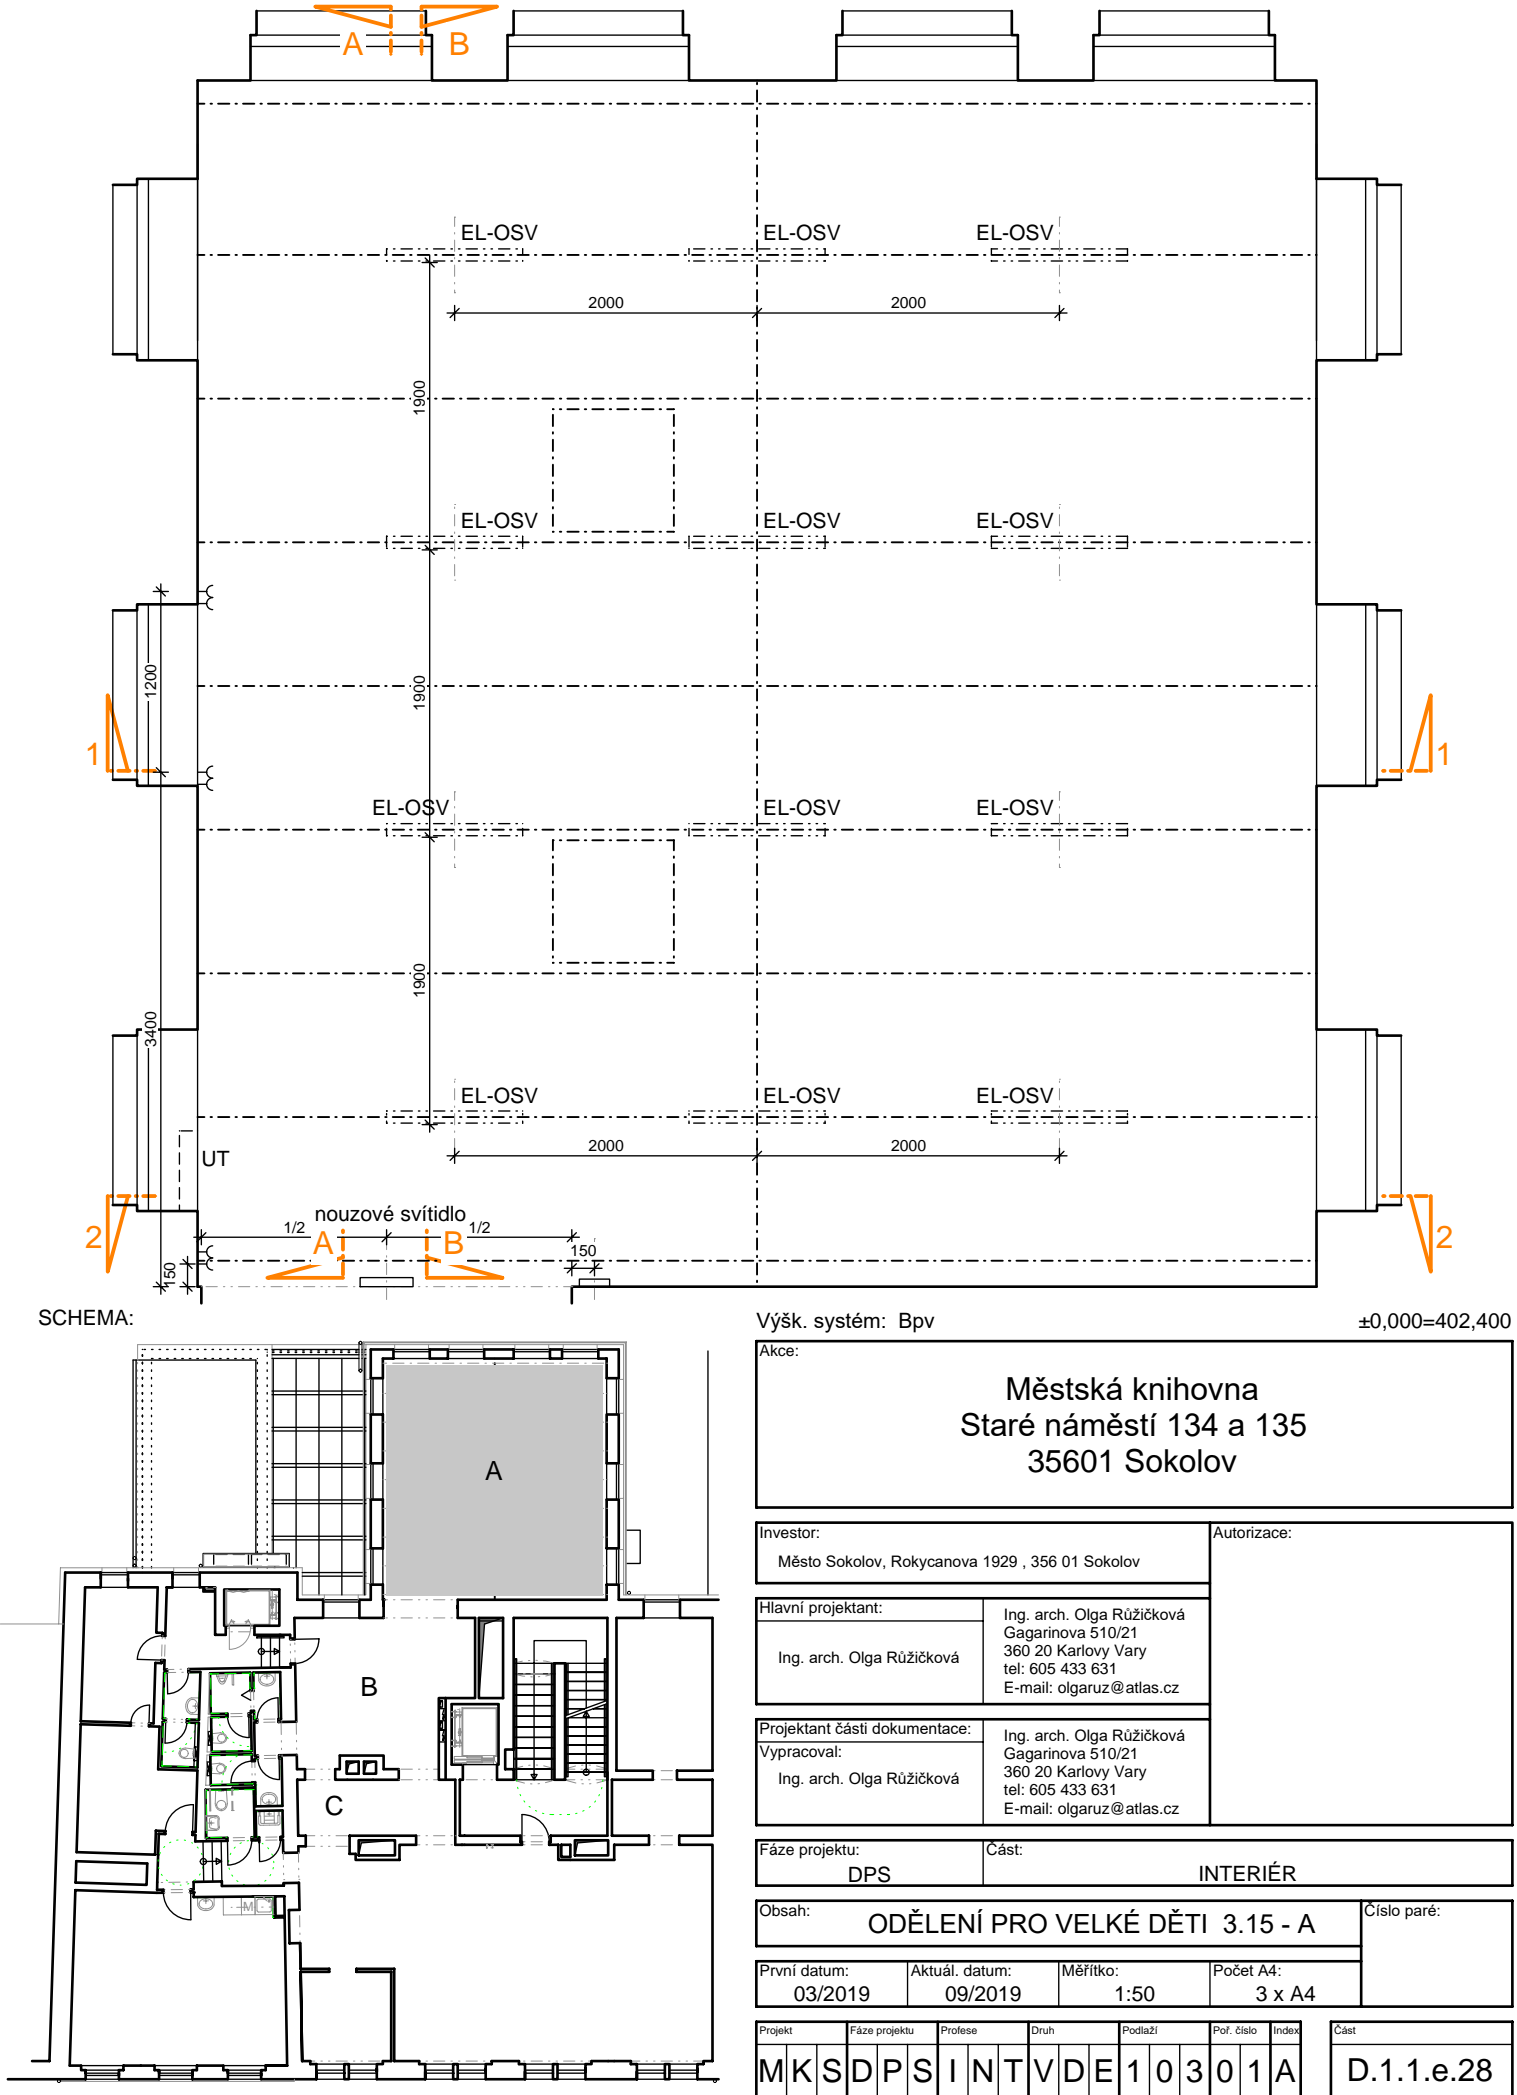 A B
EL-OSV EL-OSV EL-OSV
2000 2000
1900
EL-OSV EL-OSV EL-OSV
1200
1900
1 1
EL-OSV EL-OSV EL-OSV
1900
3400
EL-OSV EL-OSV EL-OSV
2000 2000
UT
nouzové svítidlo
1/2 1/2
2 A B 2
150
150
SCHEMA:
A
B
C
M
Výšk. systém: Bpv ±0,000=402,400
Akce:
Městská knihovna
Staré náměstí 134 a 135
35601 Sokolov
Investor:
Město Sokolov, Rokycanova 1929 , 356 01 Sokolov
Autorizace:
Hlavní projektant:
Ing. arch. Olga Růžičková
Ing. arch. Olga Růžičková
Gagarinova 510/21
360 20 Karlovy Vary
tel: 605 433 631
E-mail: olgaruz@atlas.cz
Projektant části dokumentace:
Vypracoval:
Ing. arch. Olga Růžičková
Ing. arch. Olga Růžičková
Gagarinova 510/21
360 20 Karlovy Vary
tel: 605 433 631
E-mail: olgaruz@atlas.cz
Fáze projektu:
DPS
Část:
INTERIÉR
Obsah:
ODĚLENÍ PRO VELKÉ DĚTI 3.15 - A
Číslo paré:
První datum:
03/2019
Aktuál. datum:
09/2019
Měřítko:
1:50
Počet A4:
3 x A4
Projekt Fáze projektu Profese Druh Podlaží Poř. číslo Index Část
M K S D P S I N T V D E 1 0 3 0 1 A D.1.1.e.28